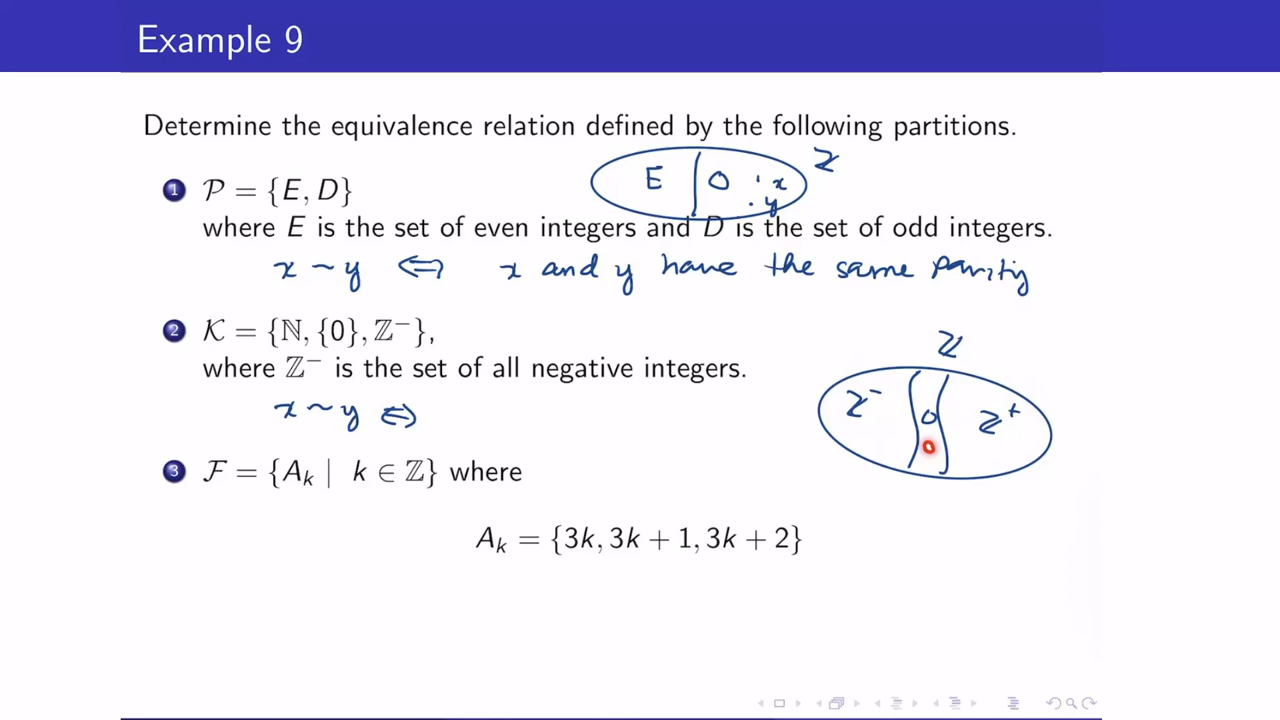 Example 9
Determine the equivalence relation defined by the following partitions.
1 𝒫 = {E, D}
E O x y ℤ
where E is the set of even integers and D is the set of odd integers.
x ~ y ⟺ x and y have the same parity
2 𝒦 = {ℕ, {0}, ℤ⁻},
where ℤ⁻ is the set of all negative integers.
ℤ
ℤ⁻ 0 ℤ⁺
x ~ y ⟺
3 ℱ = {Aₖ | k ∈ ℤ} where
Aₖ = {3k, 3k + 1, 3k + 2}